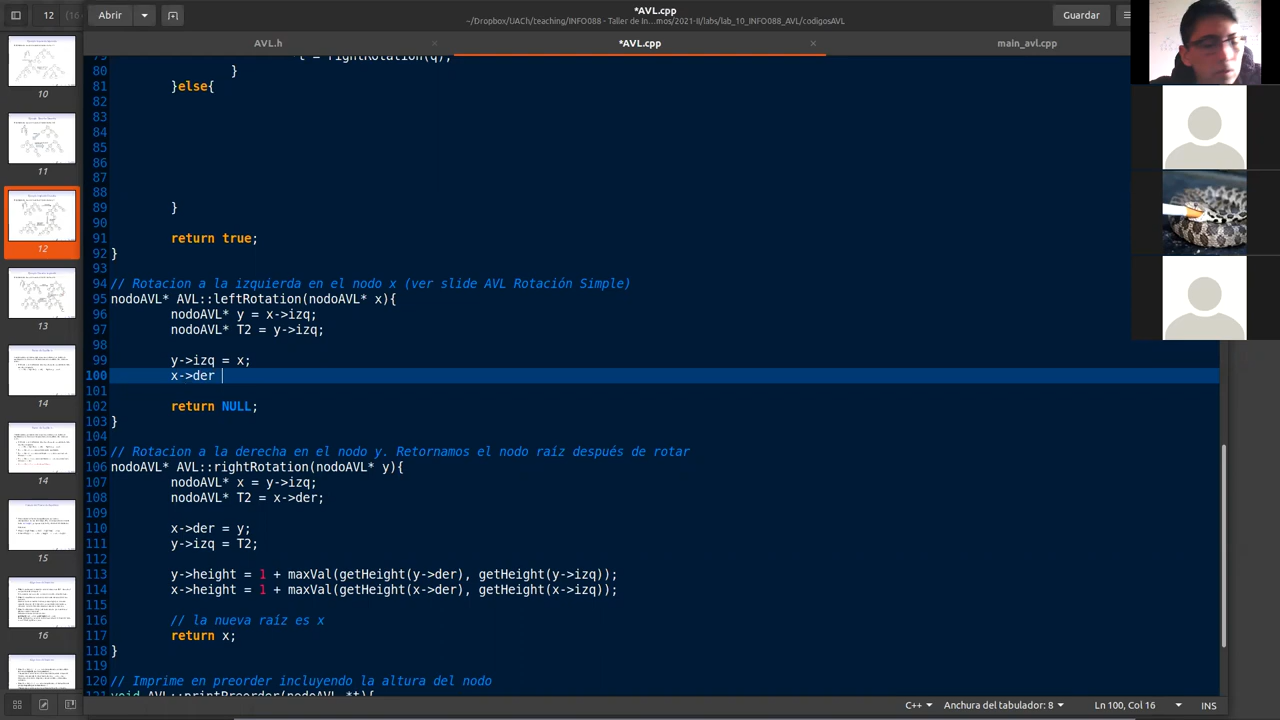 12
Abrir
*AVL.cpp
~/Dropbox/UACh/teaching/INFO088 - Taller de In...mos/2021-II/labs/lab_10_INFO088_AVL/codigosAVL
Guardar
AVL.h
*AVL.cpp
main_avl.cpp
80 }
81 }else{
82
83
84
85
86
87
88
89 }
90
91 return true;
92 }
93
94 // Rotacion a la izquierda en el nodo x (ver slide AVL Rotación Simple)
95 nodoAVL* AVL::leftRotation(nodoAVL* x){
96 nodoAVL* y = x->izq;
97 nodoAVL* T2 = y->izq;
98
99 y->izq = x;
100 x->der
101
102 return NULL;
103 }
104
105 // Rotacion a la derecha en el nodo y. Retornamos el nodo raíz después de rotar
106 nodoAVL* AVL::rightRotation(nodoAVL* y){
107 nodoAVL* x = y->izq;
108 nodoAVL* T2 = x->der;
109
110 x->der = y;
111 y->izq = T2;
112
113 y->height = 1 + maxVal(getHeight(y->der), getHeight(y->izq));
114 x->height = 1 + maxVal(getHeight(y->der), getHeight(y->izq));
115
116 // la nueva raíz es x
117 return x;
118 }
119
120 // Imprime en preorder incluyendo la altura del nodo
10
11
12
13
14
14
15
16
C++
Anchura del tabulador: 8
Ln 100, Col 16
INS